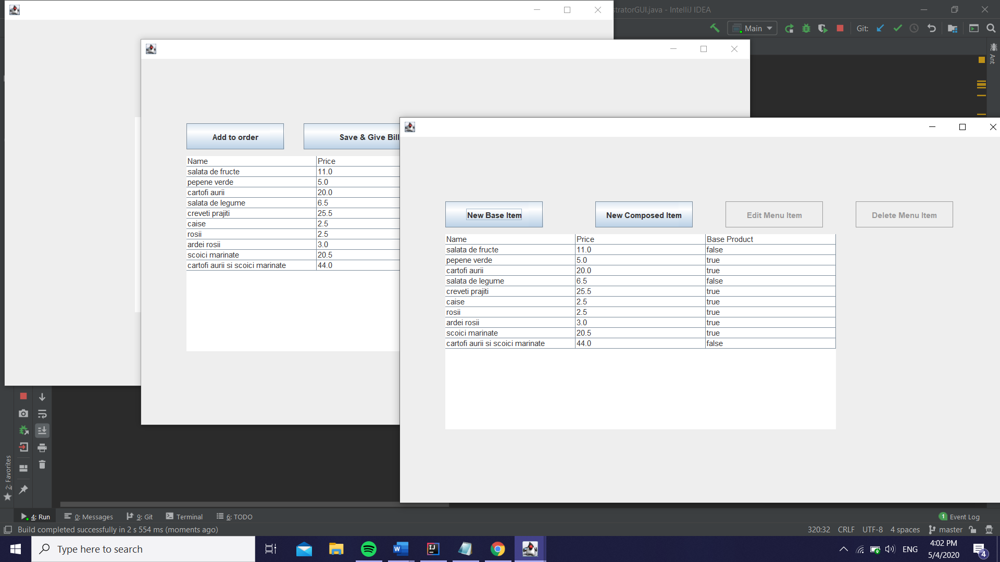 stratorGUI.java - IntelliJ IDEA
Main
Git:
Ant
Add to order
Save & Give Bill
Name Price
salata de fructe 11.0
pepene verde 5.0
cartofi aurii 20.0
salata de legume 6.5
creveti prajiti 25.5
caise 2.5
rosii 2.5
ardei rosii 3.0
scoici marinate 20.5
cartofi aurii si scoici marinate 44.0
New Base Item
New Composed Item
Edit Menu Item
Delete Menu Item
Name Price Base Product
salata de fructe 11.0 false
pepene verde 5.0 true
cartofi aurii 20.0 true
salata de legume 6.5 false
creveti prajiti 25.5 true
caise 2.5 true
rosii 2.5 true
ardei rosii 3.0 true
scoici marinate 20.5 true
cartofi aurii si scoici marinate 44.0 false
2: Favorites
4: Run 0: Messages 9: Git Terminal 6: TODO 1 Event Log
Build completed successfully in 2 s 554 ms (moments ago) 320:32 CRLF UTF-8 4 spaces master
Type here to search
W
IJ
ENG
4:02 PM
5/4/2020
4